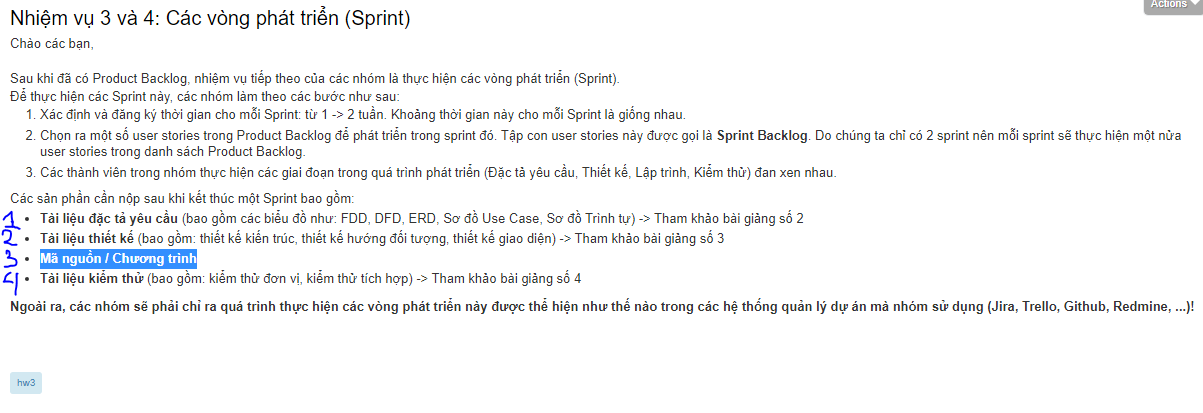 Actions
Nhiệm vụ 3 và 4: Các vòng phát triển (Sprint)
Chào các bạn,
Sau khi đã có Product Backlog, nhiệm vụ tiếp theo của các nhóm là thực hiện các vòng phát triển (Sprint).
Để thực hiện các Sprint này, các nhóm làm theo các bước như sau:
1. Xác định và đăng ký thời gian cho mỗi Sprint: từ 1 -> 2 tuần. Khoảng thời gian này cho mỗi Sprint là giống nhau.
2. Chọn ra một số user stories trong Product Backlog để phát triển trong sprint đó. Tập con user stories này được gọi là Sprint Backlog. Do chúng ta chỉ có 2 sprint nên mỗi sprint sẽ thực hiện một nửa
user stories trong danh sách Product Backlog.
3. Các thành viên trong nhóm thực hiện các giai đoạn trong quá trình phát triển (Đặc tả yêu cầu, Thiết kế, Lập trình, Kiểm thử) đan xen nhau.
Các sản phần cần nộp sau khi kết thúc một Sprint bao gồm:
1 • Tài liệu đặc tả yêu cầu (bao gồm các biểu đồ như: FDD, DFD, ERD, Sơ đồ Use Case, Sơ đồ Trình tự) -> Tham khảo bài giảng số 2
2 • Tài liệu thiết kế (bao gồm: thiết kế kiến trúc, thiết kế hướng đối tượng, thiết kế giao diện) -> Tham khảo bài giảng số 3
3 • Mã nguồn / Chương trình
4 • Tài liệu kiểm thử (bao gồm: kiểm thử đơn vị, kiểm thử tích hợp) -> Tham khảo bài giảng số 4
Ngoài ra, các nhóm sẽ phải chỉ ra quá trình thực hiện các vòng phát triển này được thể hiện như thế nào trong các hệ thống quản lý dự án mà nhóm sử dụng (Jira, Trello, Github, Redmine, ...)!
hw3